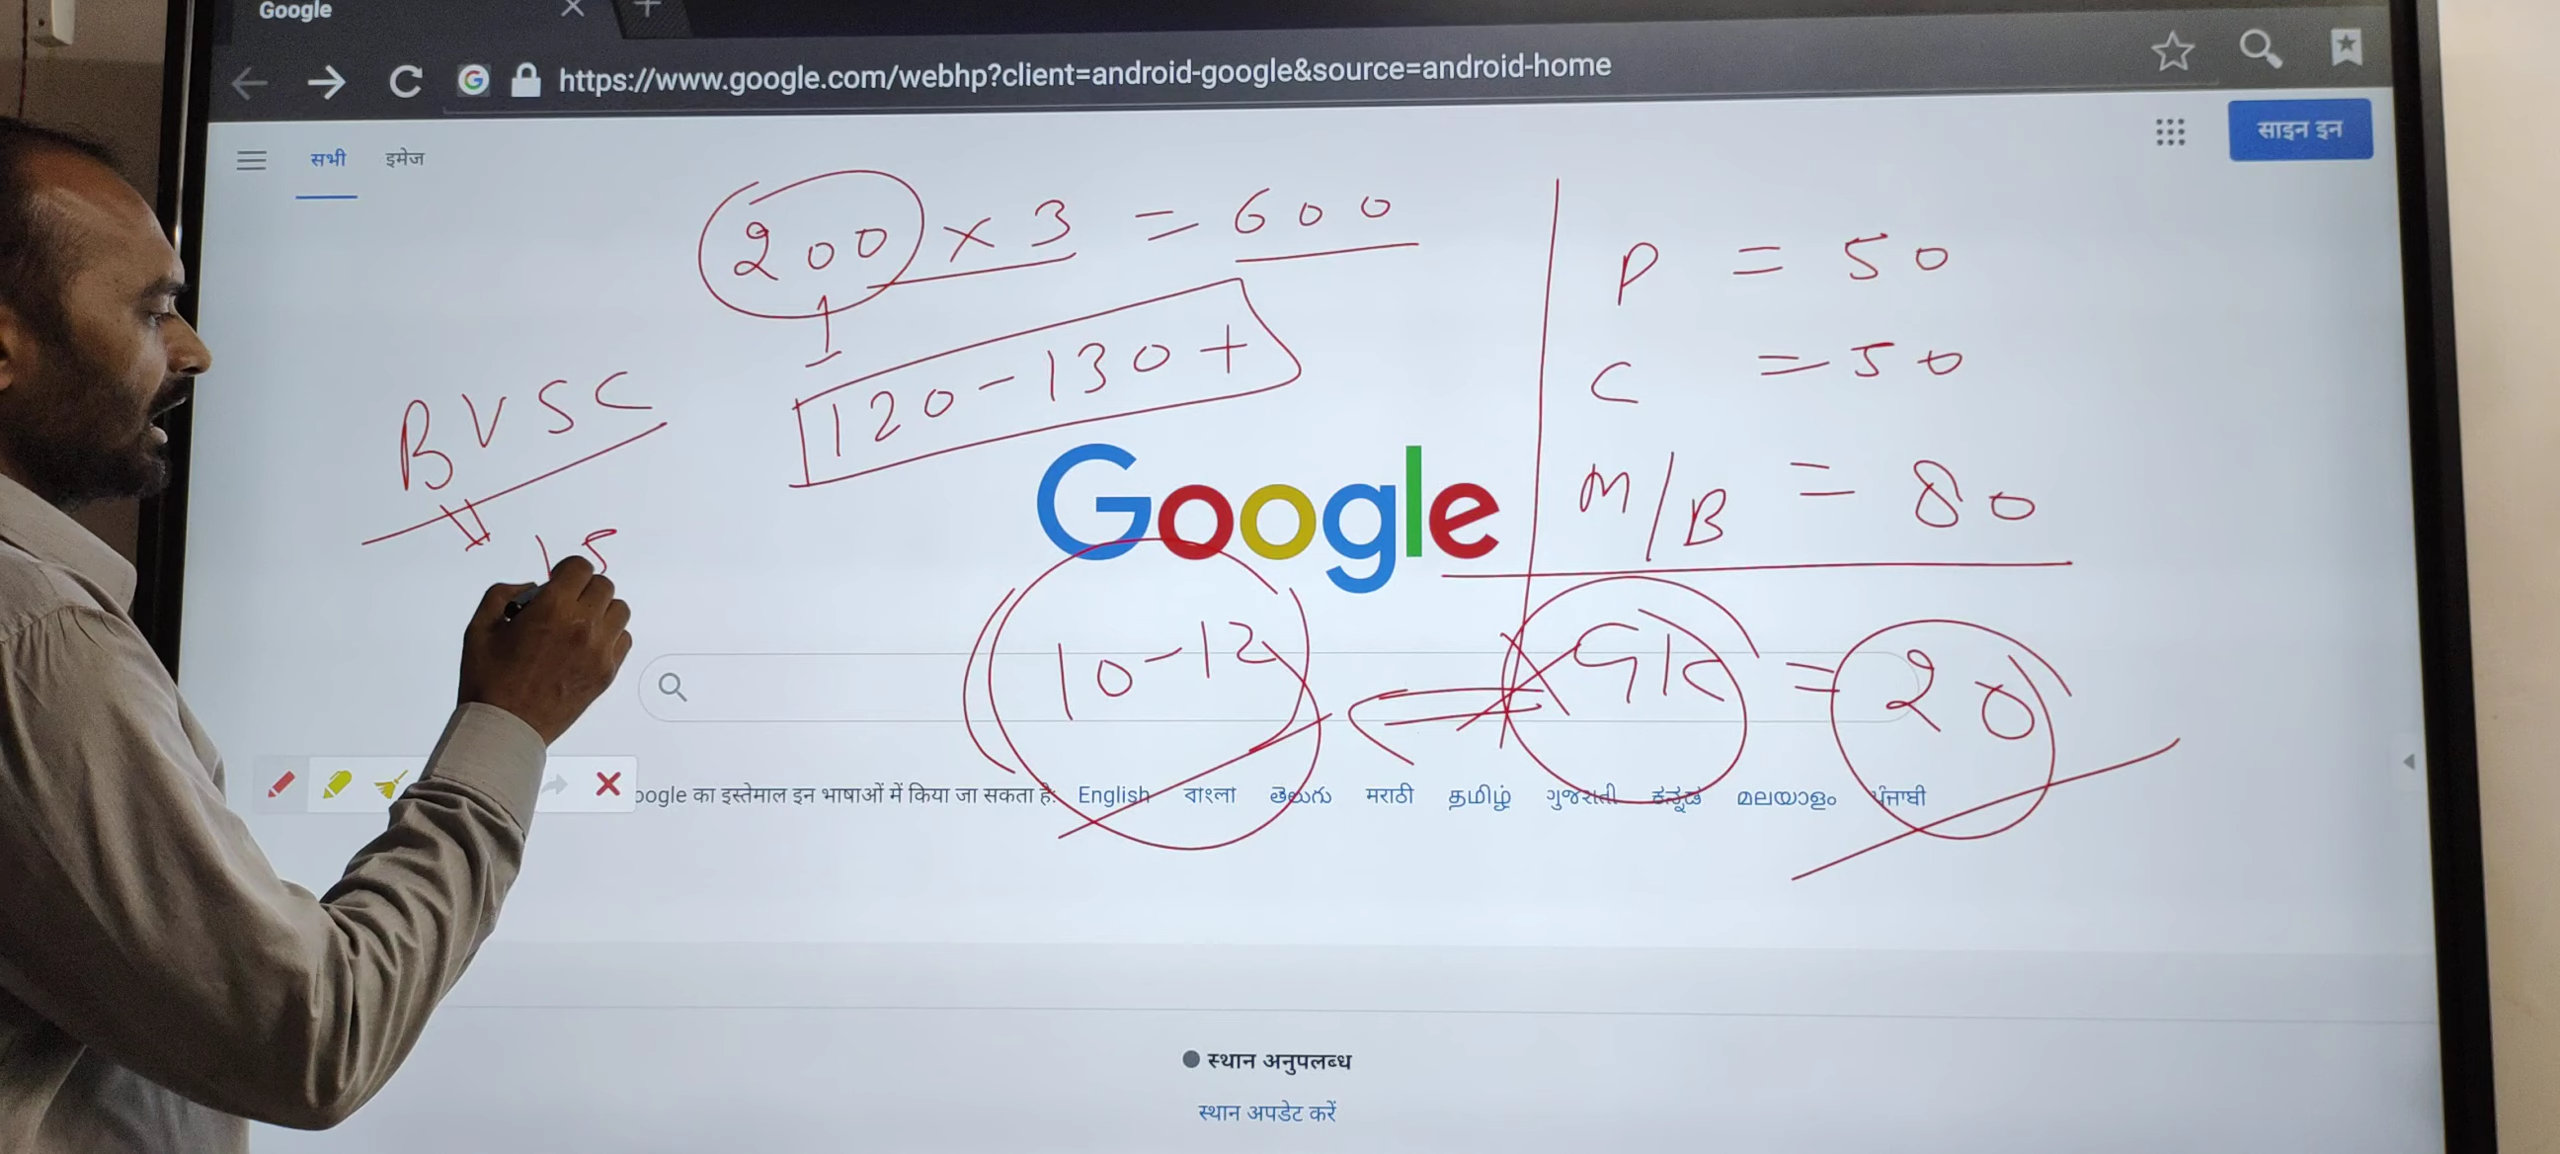 Google
https://www.google.com/webhp?client=android-google&source=android-home
सभी इमेज
साइन इन
200 × 3 = 600
120-130+
BVSC
15
P = 50
C = 50
M/B = 80
GK = 20
10-12
Google
oogle का इस्तेमाल इन भाषाओं में किया जा सकता है: English বাংলা తెలుగు मराठी தமிழ் ગુજરાતી ಕನ್ನಡ മലയാളം ਪੰਜਾਬੀ
स्थान अनुपलब्ध
स्थान अपडेट करें